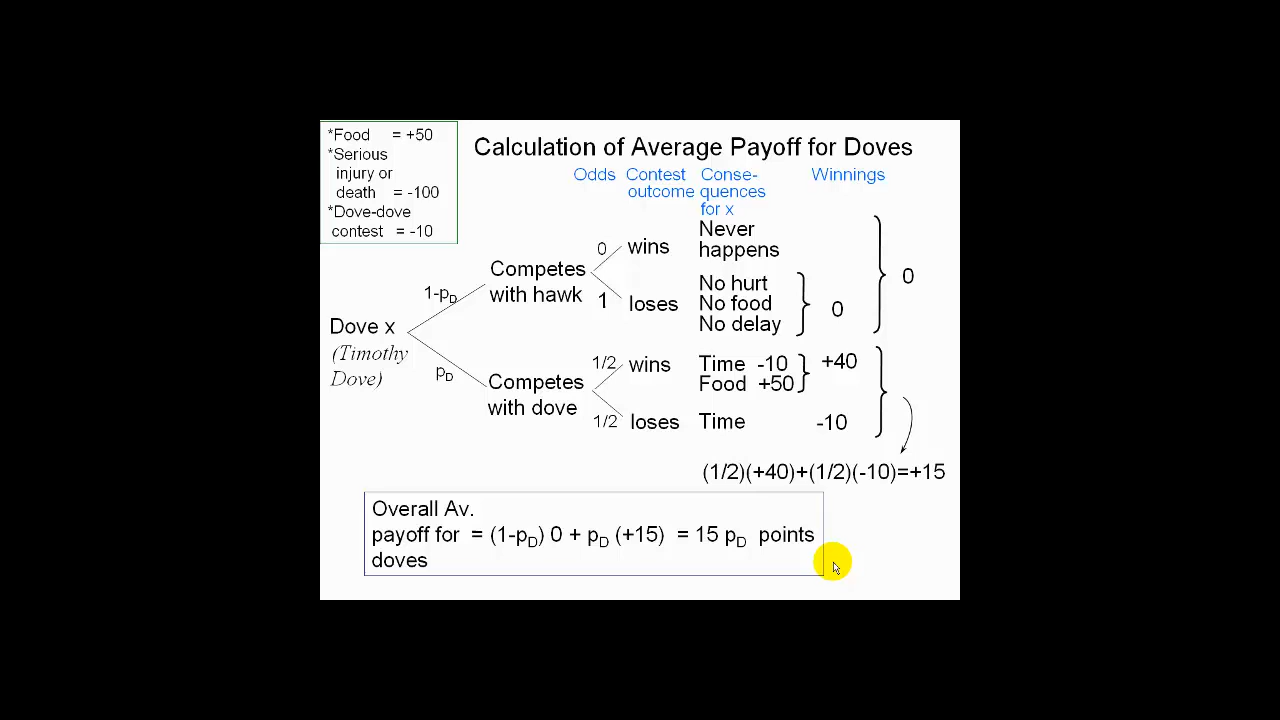 *Food = +50
*Serious
injury or
death = -100
*Dove-dove
contest = -10
Calculation of Average Payoff for Doves
Odds Contest Conse- Winnings
outcome quences
for x
Never
0 wins happens
Competes
with hawk
0
No hurt
1 loses No food 0
No delay
1-pD
Dove x
(Timothy
Dove)
pD
1/2 wins Time -10 +40
Food +50
Competes
with dove
1/2 loses Time -10
(1/2)(+40)+(1/2)(-10)=+15
Overall Av.
payoff for = (1-pD) 0 + pD (+15) = 15 pD points
doves